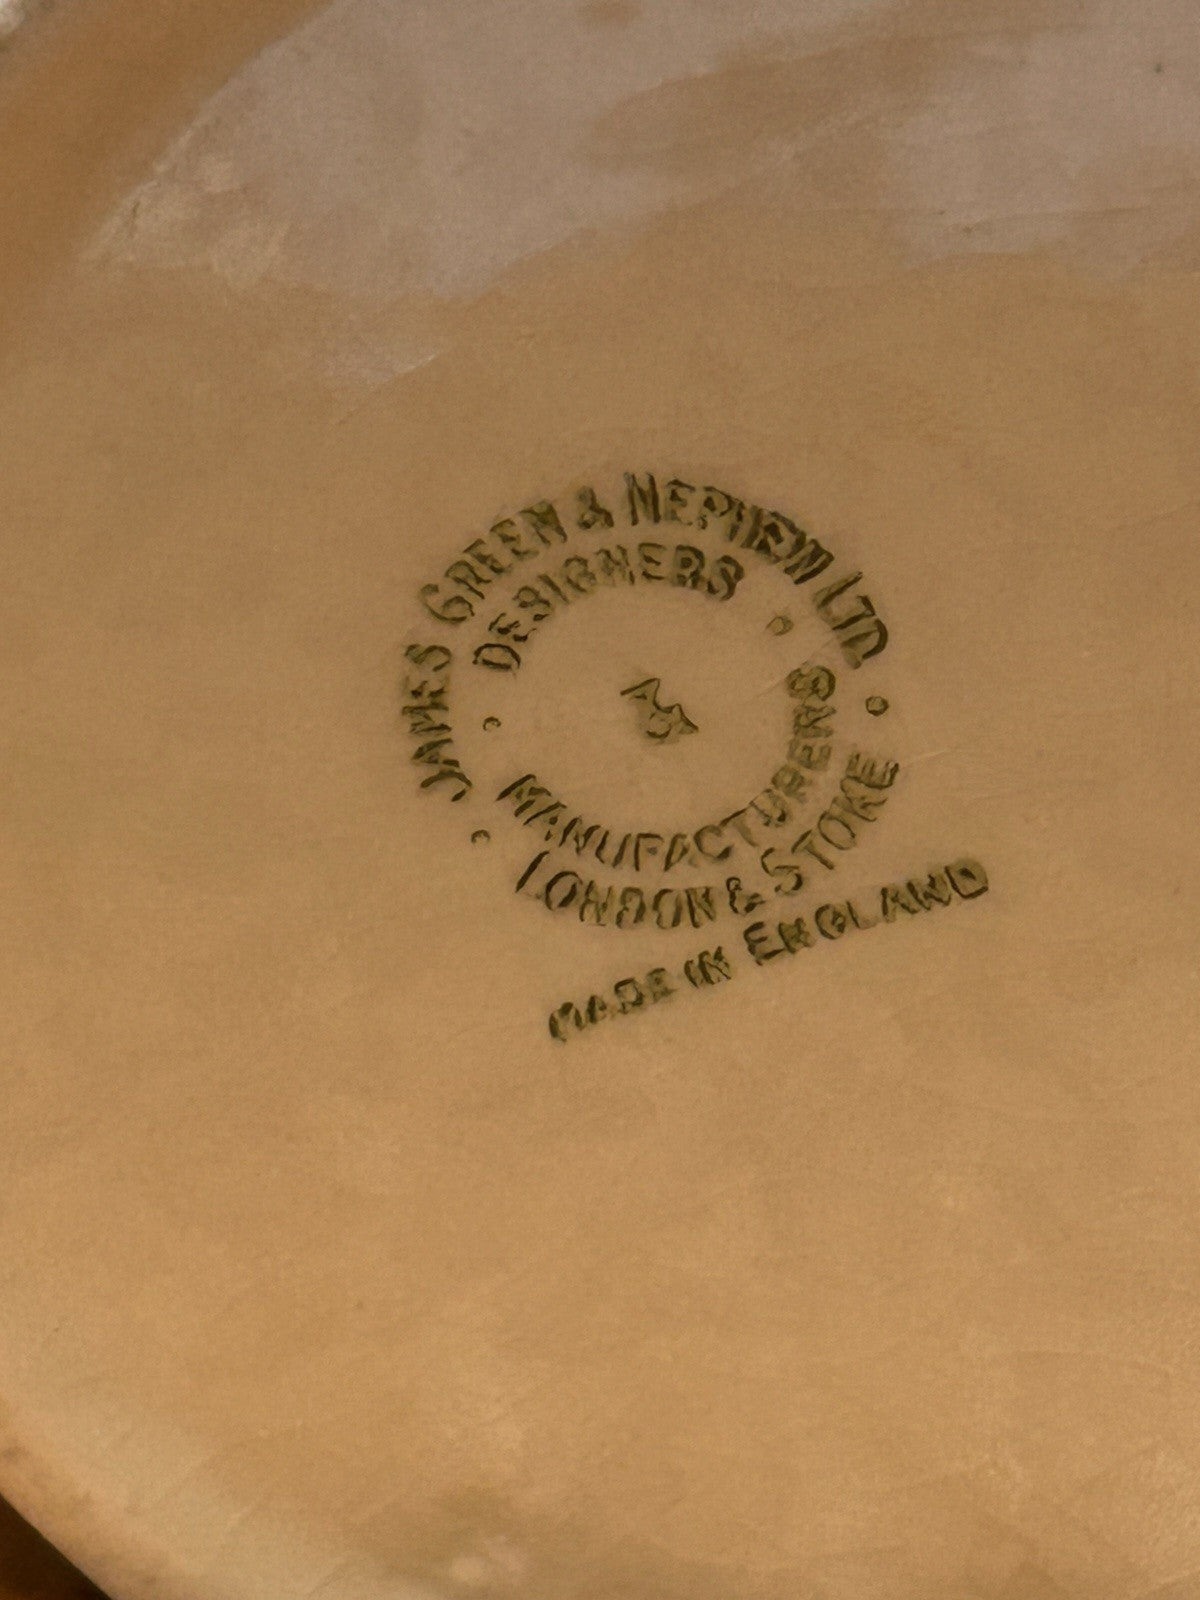 JAMES GREEN & NEPHEW LTD
DESIGNERS
MANUFACTURERS
LONDON & STOKE
MADE IN ENGLAND